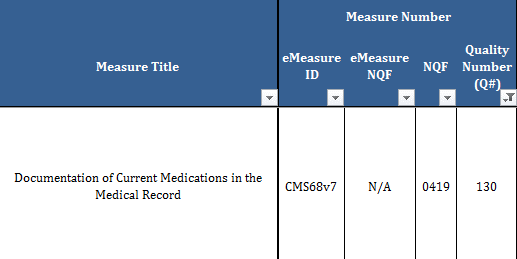 Measure Number
Measure Title
eMeasure
ID
eMeasure
NQF
NQF
Quality
Number
(Q#)
Documentation of Current Medications in the
Medical Record
CMS68v7
N/A
0419
130